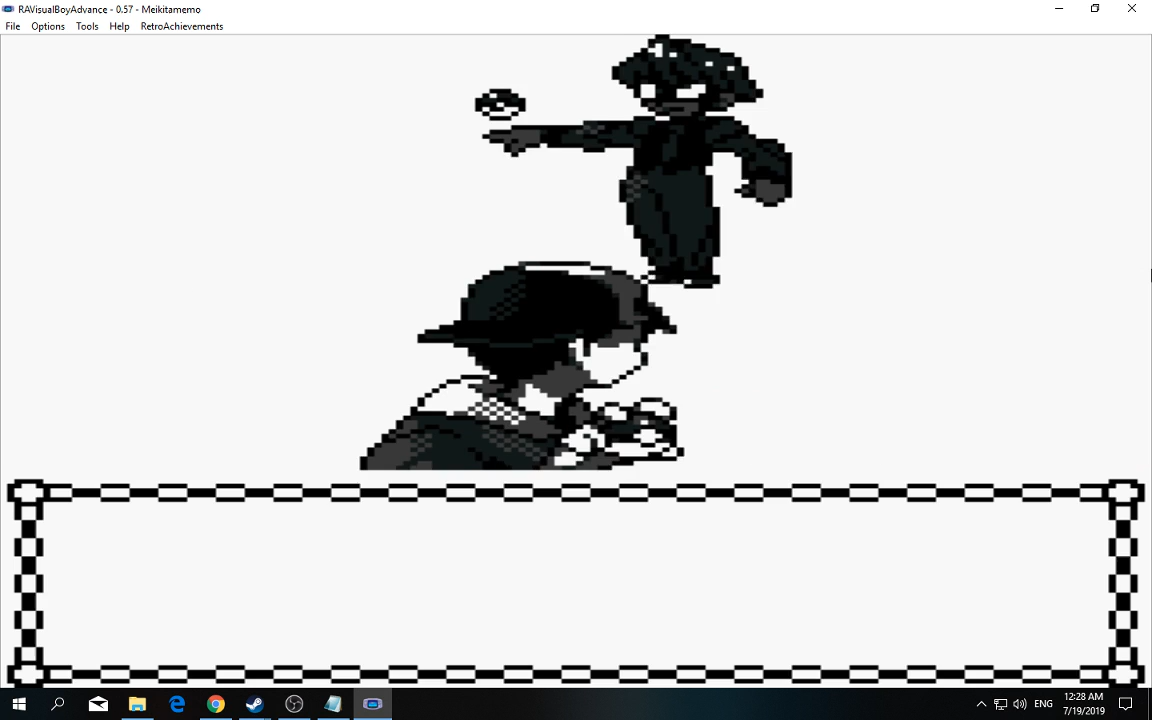 RAVisualBoyAdvance - 0.57 - Meikitamemo
File Options Tools Help RetroAchievements
ENG
12:28 AM
7/19/2019